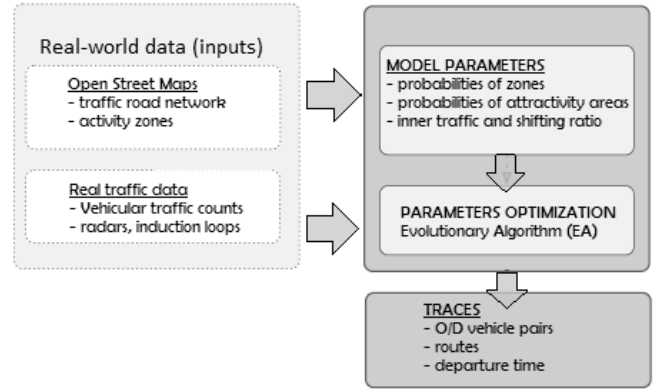 Real-world data (inputs)
Open Street Maps
- traffic road network
- activity zones
Real traffic data
- Vehicular traffic counts
- radars, induction loops
MODEL PARAMETERS
- probabilities of zones
- probabilities of attractivity areas
- inner traffic and shifting ratio
PARAMETERS OPTIMIZATION
Evolutionary Algorithm (EA)
TRACES
- O/D vehicle pairs
- routes
- departure time